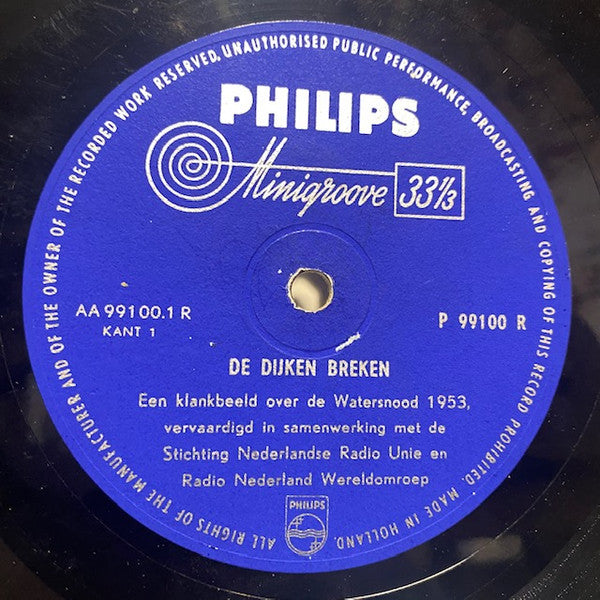 ALL RIGHTS OF THE MANUFACTURER AND OF THE OWNER OF THE RECORDED WORK RESERVED. UNAUTHORISED PUBLIC PERFORMANCE, BROADCASTING AND COPYING OF THIS RECORD PROHIBITED. MADE IN HOLLAND.
PHILIPS
Minigroove 33⅓
AA 99100.1 R
KANT 1
P 99100 R
DE DIJKEN BREKEN
Een klankbeeld over de Watersnood 1953,
vervaardigd in samenwerking met de
Stichting Nederlandse Radio Unie en
Radio Nederland Wereldomroep
PHILIPS